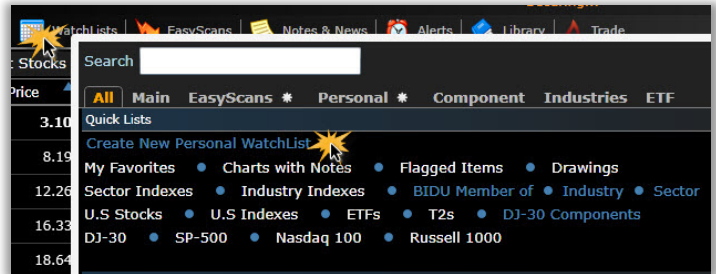 WatchLists EasyScans Notes & News Alerts Library Trade
Stocks
Price
3.10
8.19
12.26
16.33
18.64
Search
All Main EasyScans Personal Component Industries ETF
Quick Lists
Create New Personal WatchList
My Favorites • Charts with Notes • Flagged Items • Drawings
Sector Indexes • Industry Indexes • BIDU Member of • Industry • Sector
U.S Stocks • U.S Indexes • ETFs • T2s • DJ-30 Components
DJ-30 • SP-500 • Nasdaq 100 • Russell 1000